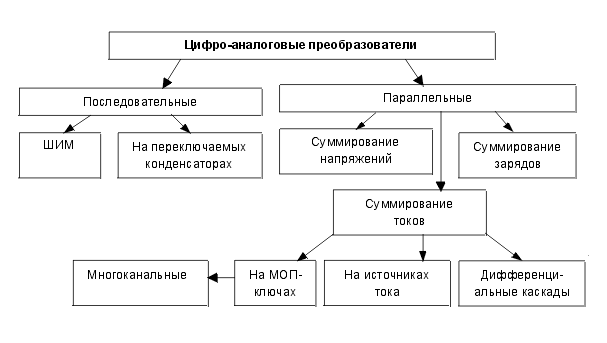 Цифро-аналоговые преобразователи
Последовательные
Параллельные
ШИМ
На переключаемых
конденсаторах
Суммирование
напряжений
Суммирование
зарядов
Суммирование
токов
Многоканальные
На МОП-
ключах
На источниках
тока
Дифференци-
альные каскады